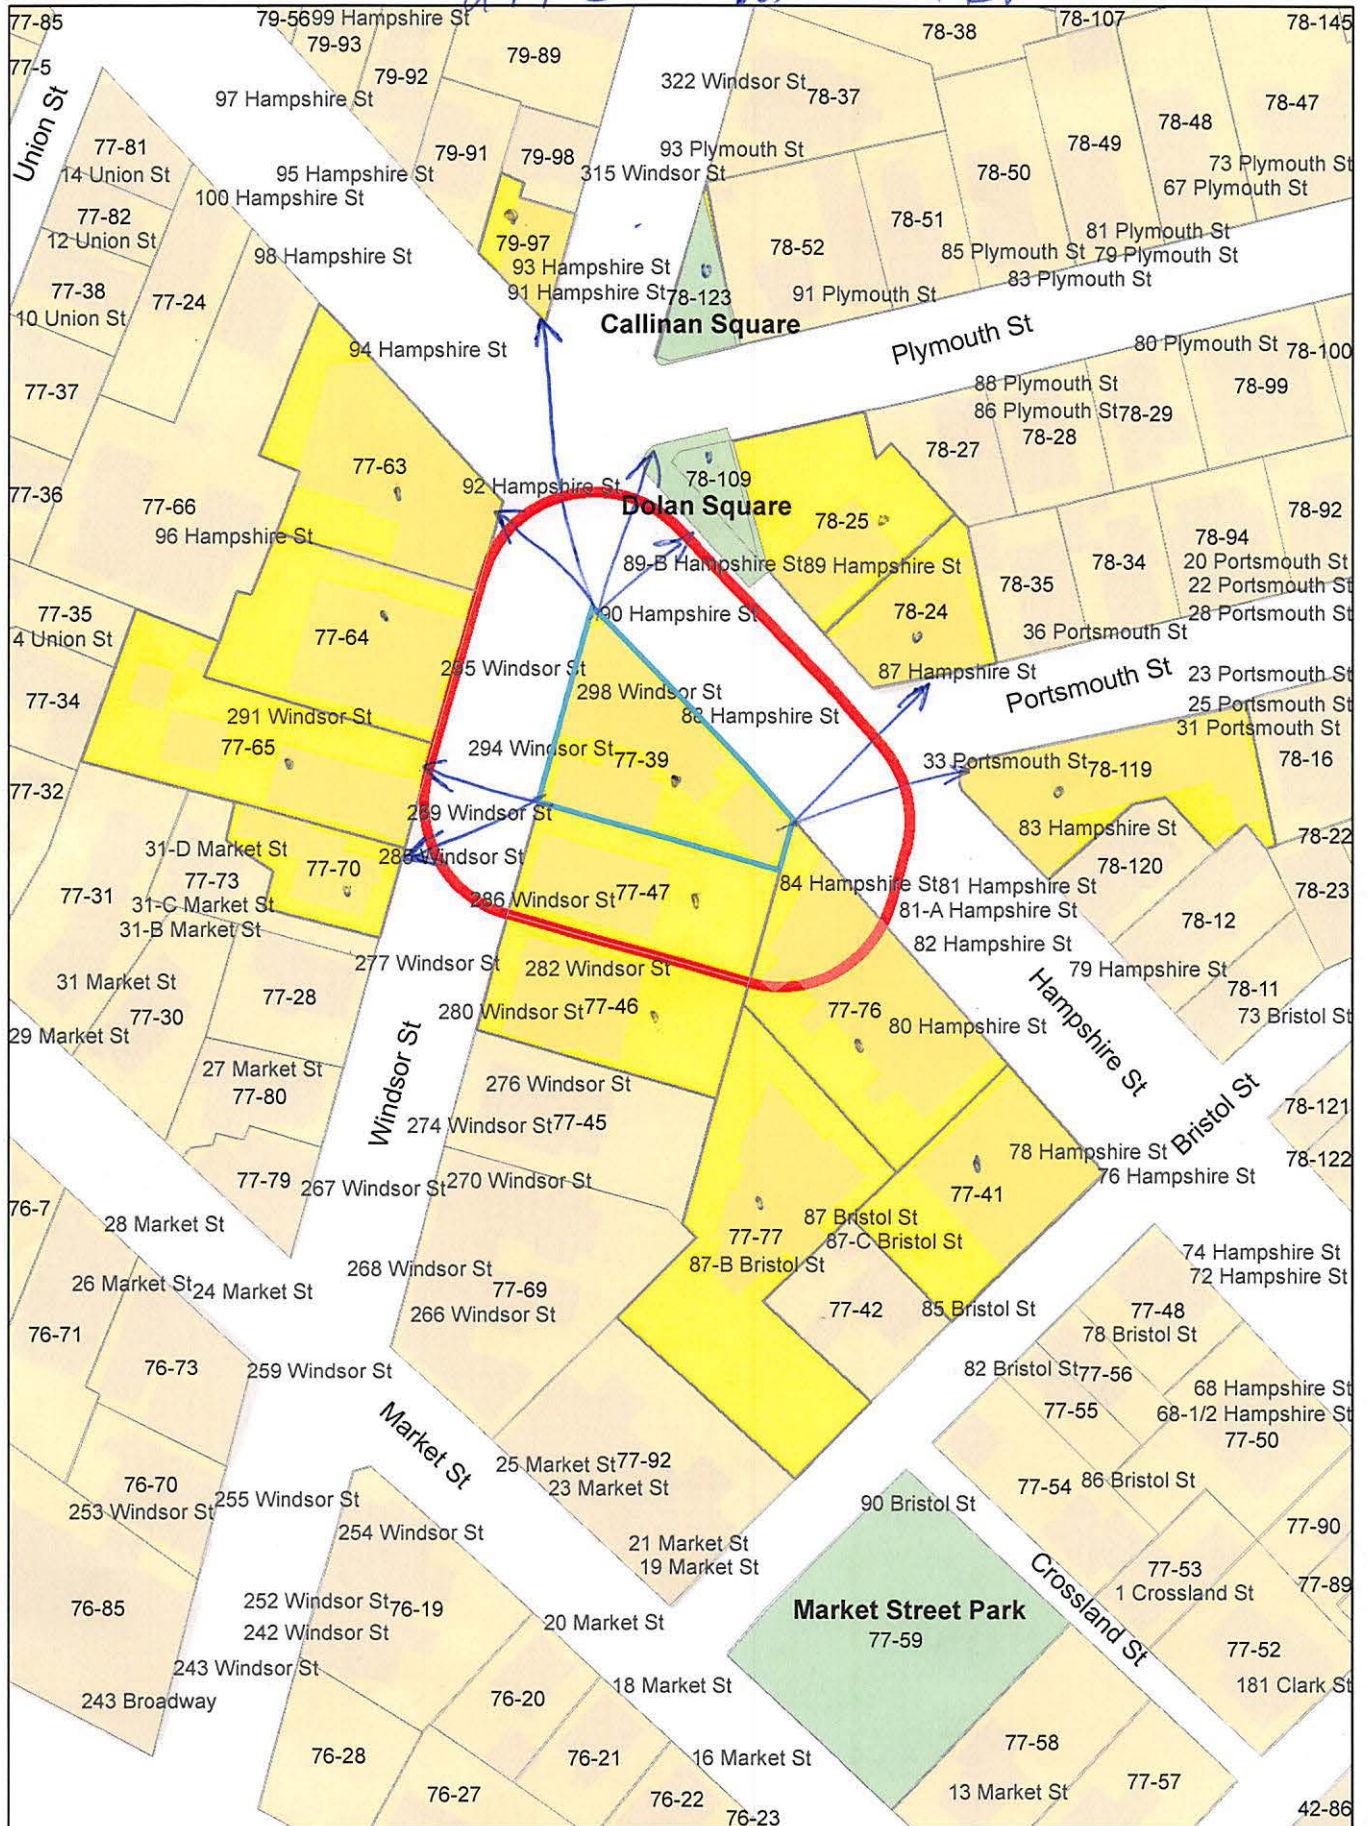 77-85
79-56 99 Hampshire St
78-107
78-145
79-93
78-38
79-89
77-5
79-92
322 Windsor St
78-37
97 Hampshire St
78-47
78-48
Union St
77-81
78-49
79-91
79-98
93 Plymouth St
73 Plymouth St
14 Union St
95 Hampshire St
315 Windsor St
78-50
67 Plymouth St
100 Hampshire St
77-82
78-51
81 Plymouth St
12 Union St
79-97
78-52
85 Plymouth St
79 Plymouth St
98 Hampshire St
93 Hampshire St
83 Plymouth St
77-38
77-24
91 Hampshire St
78-123
91 Plymouth St
10 Union St
Callinan Square
Plymouth St
94 Hampshire St
80 Plymouth St
78-100
77-37
88 Plymouth St
78-99
86 Plymouth St
78-29
78-28
78-27
77-63
78-109
92 Hampshire St
77-36
77-66
Dolan Square
78-25
78-92
96 Hampshire St
78-94
89-B Hampshire St
89 Hampshire St
78-34
20 Portsmouth St
78-35
22 Portsmouth St
77-35
90 Hampshire St
78-24
28 Portsmouth St
4 Union St
77-64
36 Portsmouth St
295 Windsor St
87 Hampshire St
23 Portsmouth St
Portsmouth St
77-34
298 Windsor St
25 Portsmouth St
291 Windsor St
88 Hampshire St
31 Portsmouth St
77-65
294 Windsor St
77-39
33 Portsmouth St
78-119
78-16
77-32
289 Windsor St
83 Hampshire St
78-22
31-D Market St
285 Windsor St
77-70
78-120
77-73
84 Hampshire St
81 Hampshire St
78-23
77-31
31-C Market St
286 Windsor St
77-47
81-A Hampshire St
78-12
31-B Market St
82 Hampshire St
277 Windsor St
282 Windsor St
79 Hampshire St
31 Market St
77-28
78-11
77-30
280 Windsor St
77-46
77-76
Hampshire St
73 Bristol St
29 Market St
80 Hampshire St
27 Market St
Windsor St
276 Windsor St
77-80
Bristol St
78-121
274 Windsor St
77-45
78 Hampshire St
78-122
77-79
267 Windsor St
270 Windsor St
77-41
76 Hampshire St
76-7
28 Market St
87 Bristol St
77-77
87-C Bristol St
74 Hampshire St
268 Windsor St
87-B Bristol St
72 Hampshire St
26 Market St
24 Market St
77-69
266 Windsor St
77-42
85 Bristol St
77-48
76-71
78 Bristol St
76-73
259 Windsor St
82 Bristol St
77-56
68 Hampshire St
77-55
68-1/2 Hampshire St
Market St
77-50
25 Market St
77-92
76-70
23 Market St
77-54
86 Bristol St
255 Windsor St
90 Bristol St
253 Windsor St
254 Windsor St
77-90
21 Market St
19 Market St
77-53
77-89
Crossland St
1 Crossland St
252 Windsor St
76-19
Market Street Park
76-85
20 Market St
242 Windsor St
77-59
77-52
243 Windsor St
18 Market St
181 Clark St
243 Broadway
76-20
77-58
76-28
76-21
16 Market St
77-57
76-27
13 Market St
76-22
42-86
76-23